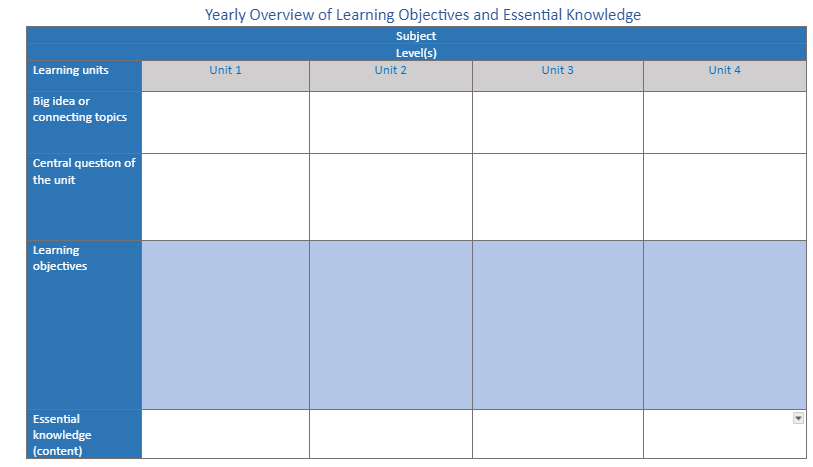 Yearly Overview of Learning Objectives and Essential Knowledge
Subject
Level(s)
Learning units
Unit 1
Unit 2
Unit 3
Unit 4
Big idea or
connecting topics
Central question of
the unit
Learning
objectives
Essential
knowledge
(content)